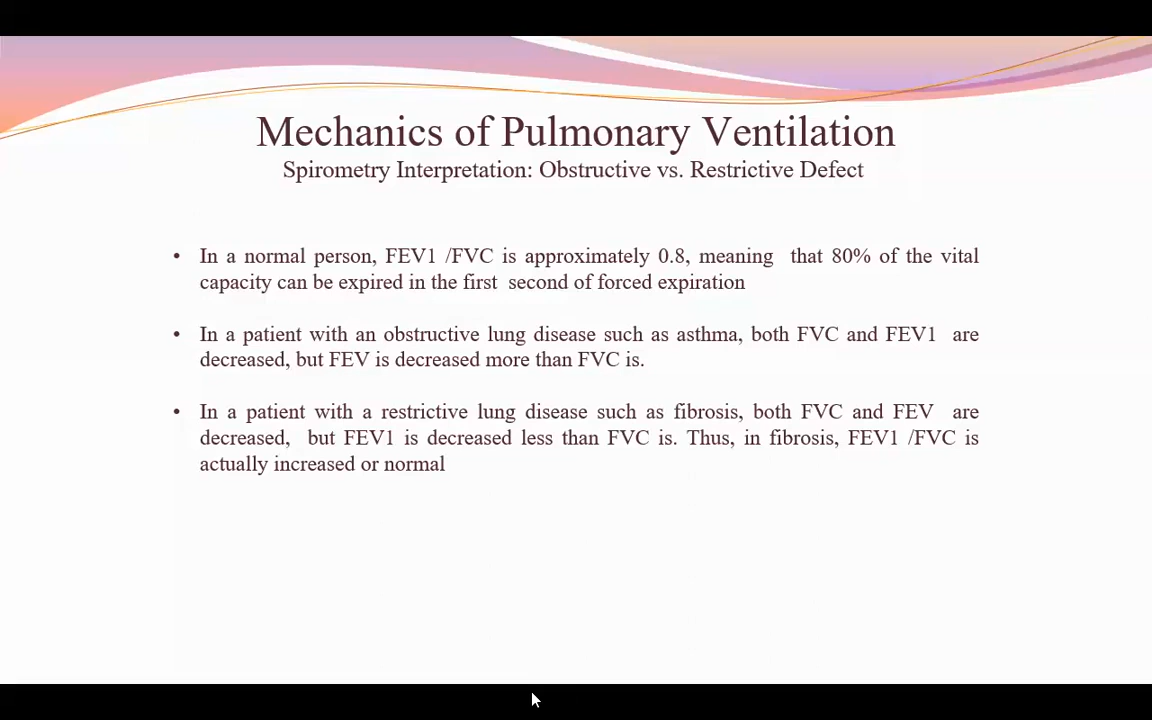 Mechanics of Pulmonary Ventilation
Spirometry Interpretation: Obstructive vs. Restrictive Defect
• In a normal person, FEV1 /FVC is approximately 0.8, meaning that 80% of the vital
capacity can be expired in the first second of forced expiration
• In a patient with an obstructive lung disease such as asthma, both FVC and FEV1 are
decreased, but FEV is decreased more than FVC is.
• In a patient with a restrictive lung disease such as fibrosis, both FVC and FEV are
decreased, but FEV1 is decreased less than FVC is. Thus, in fibrosis, FEV1 /FVC is
actually increased or normal